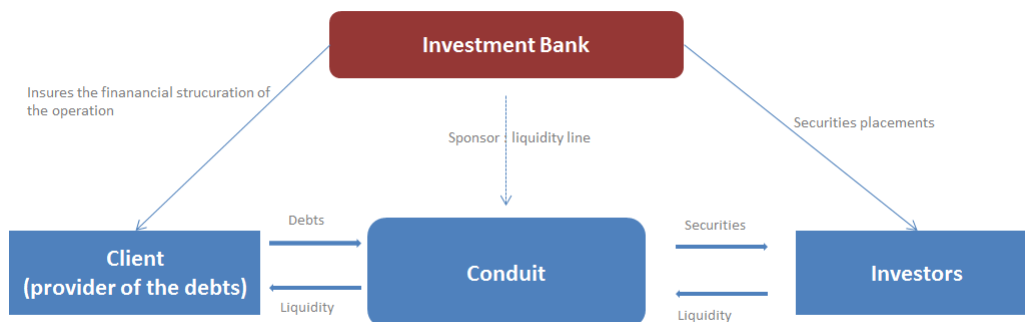 Investment Bank
Insures the finanancial strucuration of
the operation
Sponsor : liquidity line
Securities placements
Debts
Securities
Client
(provider of the debts)
Conduit
Investors
Liquidity
Liquidity